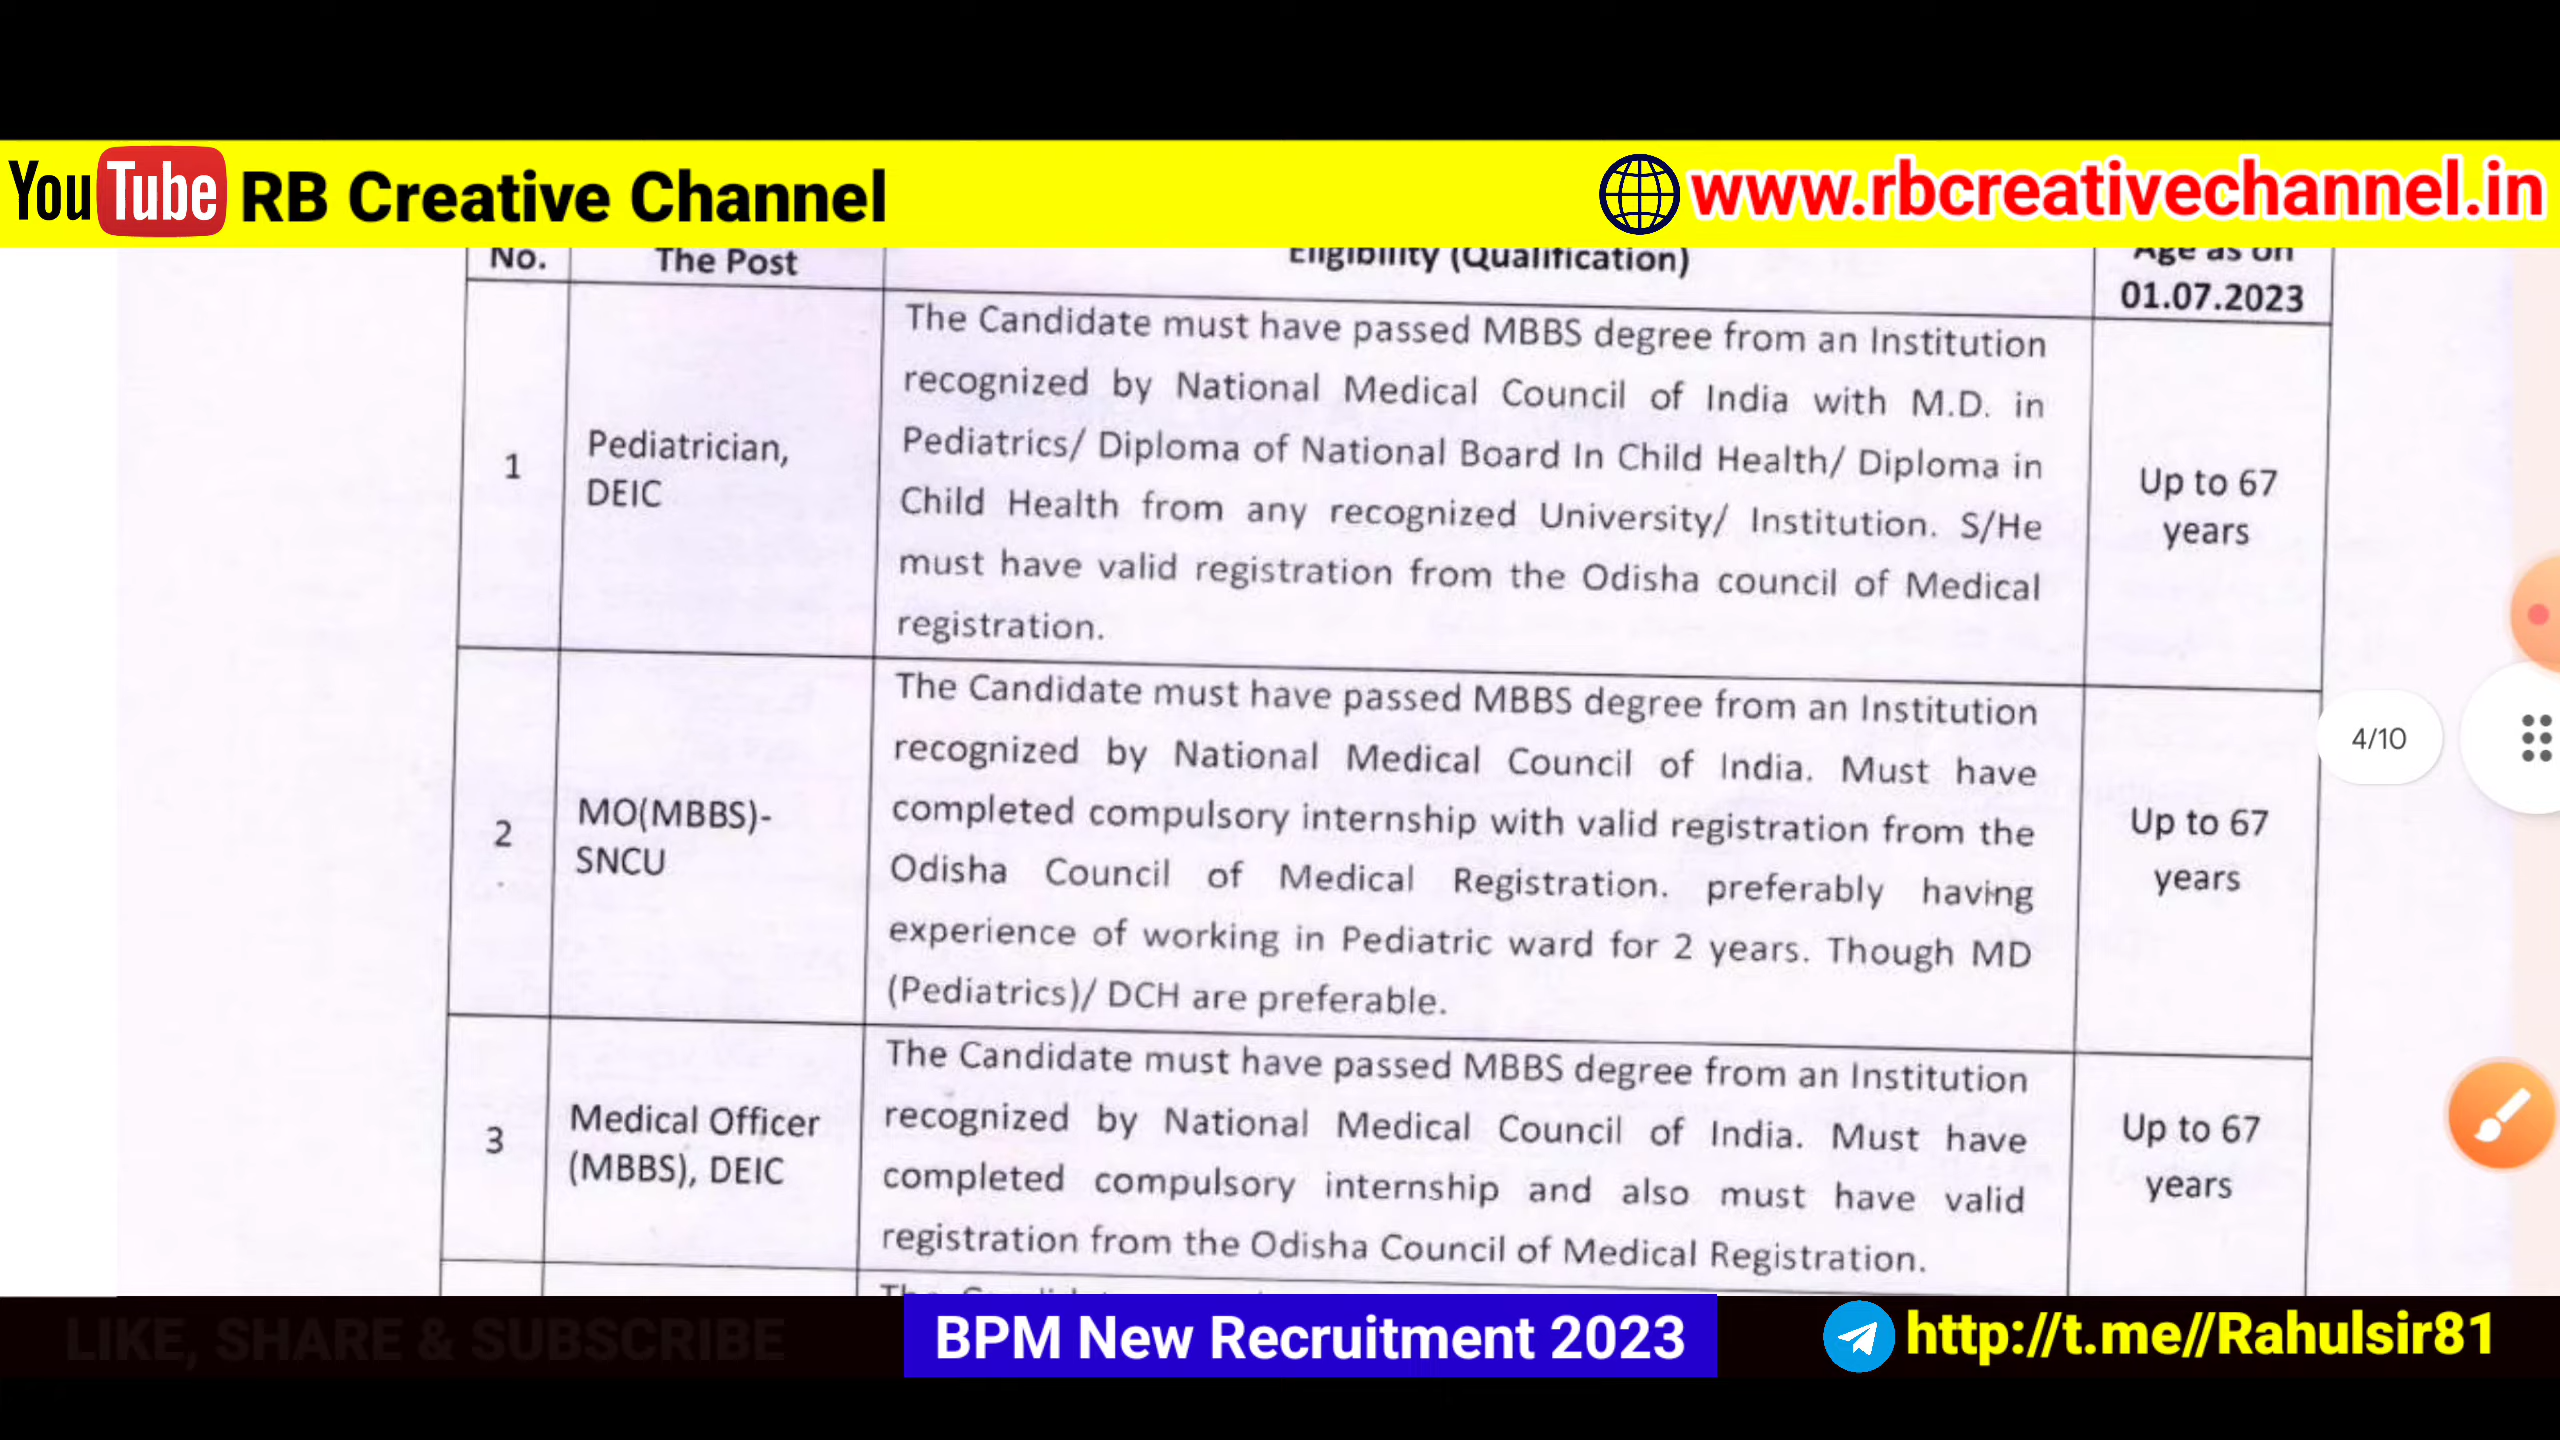 YouTube RB Creative Channel
www.rbcreativechannel.in
No.
The Post
Eligibility (Qualification)
Age as on
01.07.2023
1
Pediatrician,
DEIC
The Candidate must have passed MBBS degree from an Institution
recognized by National Medical Council of India with M.D. in
Pediatrics/ Diploma of National Board In Child Health/ Diploma in
Child Health from any recognized University/ Institution. S/He
must have valid registration from the Odisha council of Medical
registration.
Up to 67
years
2
MO(MBBS)-
SNCU
The Candidate must have passed MBBS degree from an Institution
recognized by National Medical Council of India. Must have
completed compulsory internship with valid registration from the
Odisha Council of Medical Registration. preferably having
experience of working in Pediatric ward for 2 years. Though MD
(Pediatrics)/ DCH are preferable.
Up to 67
years
3
Medical Officer
(MBBS), DEIC
The Candidate must have passed MBBS degree from an Institution
recognized by National Medical Council of India. Must have
completed compulsory internship and also must have valid
registration from the Odisha Council of Medical Registration.
Up to 67
years
4/10
LIKE, SHARE & SUBSCRIBE
BPM New Recruitment 2023
http://t.me//Rahulsir81